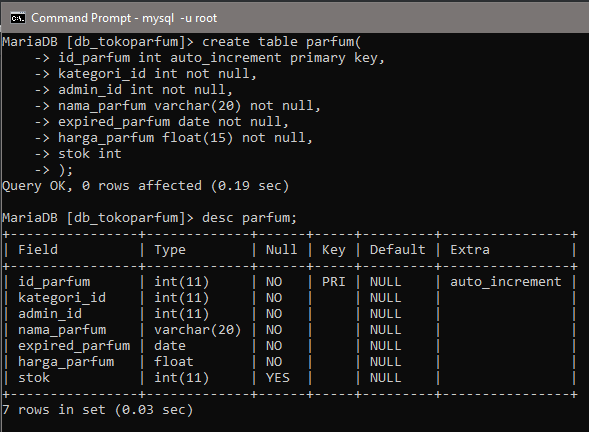 Command Prompt - mysql -u root
MariaDB [db_tokoparfum]> create table parfum(
    -> id_parfum int auto_increment primary key,
    -> kategori_id int not null,
    -> admin_id int not null,
    -> nama_parfum varchar(20) not null,
    -> expired_parfum date not null,
    -> harga_parfum float(15) not null,
    -> stok int
    -> );
Query OK, 0 rows affected (0.19 sec)

MariaDB [db_tokoparfum]> desc parfum;
+----------------+-------------+------+-----+---------+----------------+
| Field          | Type        | Null | Key | Default | Extra          |
+----------------+-------------+------+-----+---------+----------------+
| id_parfum      | int(11)     | NO   | PRI | NULL    | auto_increment |
| kategori_id    | int(11)     | NO   |     | NULL    |                |
| admin_id       | int(11)     | NO   |     | NULL    |                |
| nama_parfum    | varchar(20) | NO   |     | NULL    |                |
| expired_parfum | date        | NO   |     | NULL    |                |
| harga_parfum   | float       | NO   |     | NULL    |                |
| stok           | int(11)     | YES  |     | NULL    |                |
+----------------+-------------+------+-----+---------+----------------+
7 rows in set (0.03 sec)